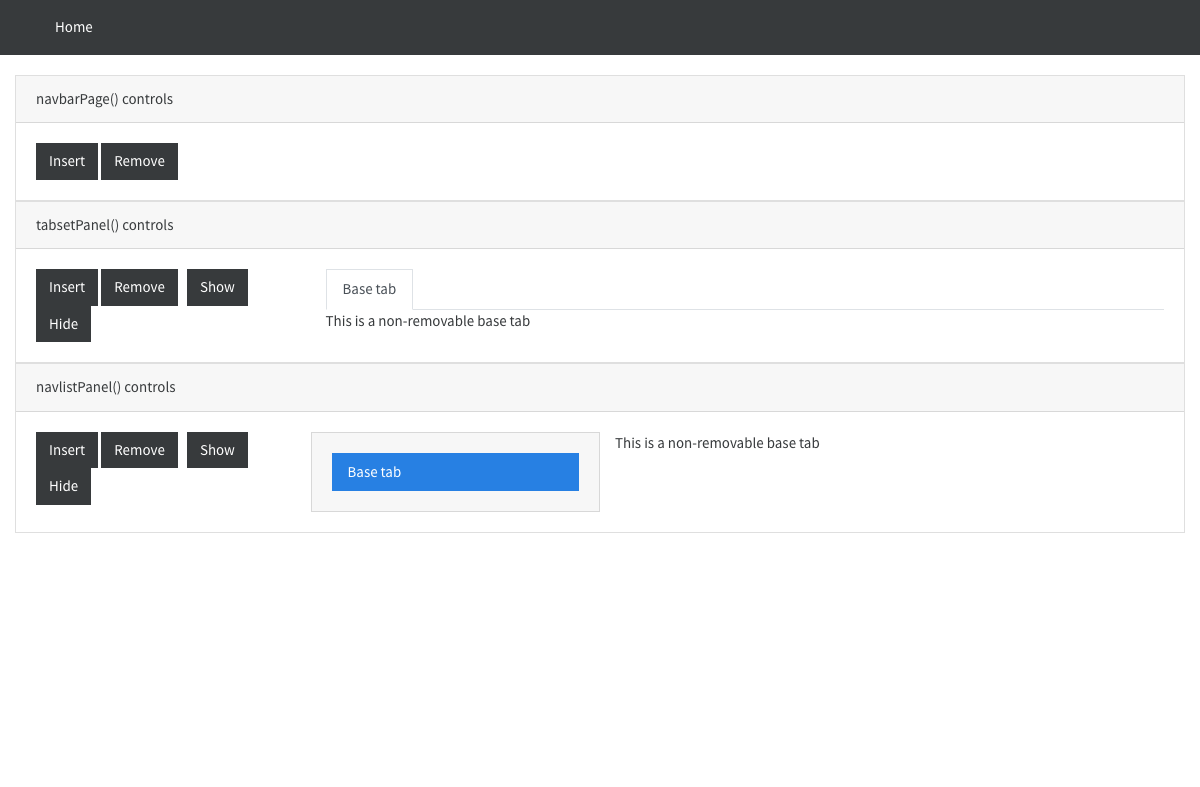 Home
navbarPage() controls
Insert Remove
tabsetPanel() controls
Insert Remove Show
Hide
Base tab
This is a non-removable base tab
navlistPanel() controls
Insert Remove Show
Hide
Base tab
This is a non-removable base tab